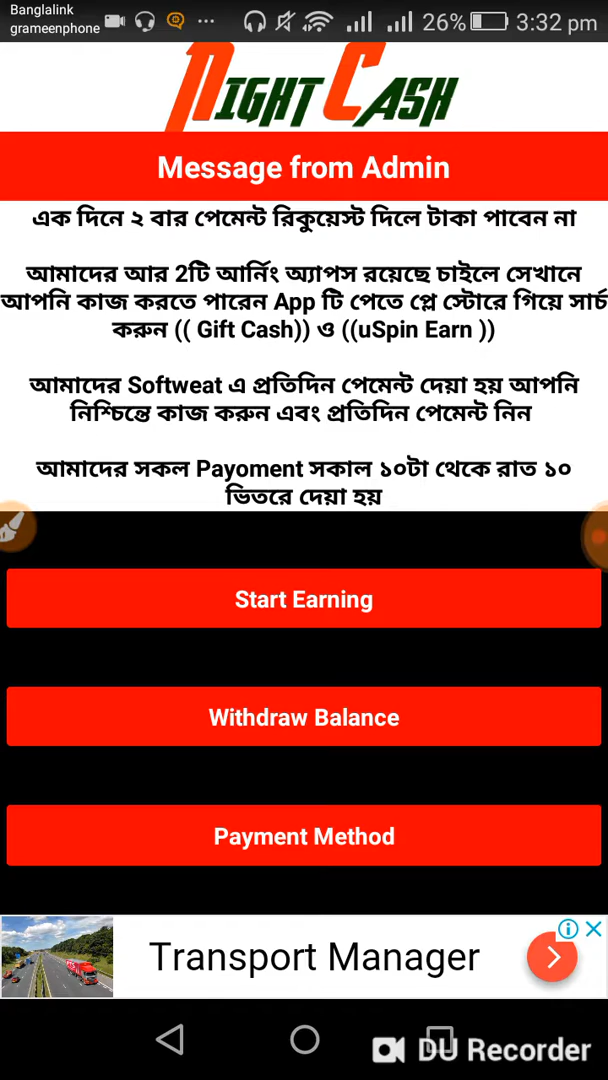 Banglalink
grameenphone
26%
3:32 pm
NIGHT CASH
Message from Admin
এক দিনে ২ বার পেমেন্ট রিকুয়েস্ট দিলে টাকা পাবেন না
আমাদের আর 2টি আর্নিং অ্যাপস রয়েছে চাইলে সেখানে
আপনি কাজ করতে পারেন App টি পেতে প্লে স্টোরে গিয়ে সার্চ
করুন (( Gift Cash)) ও ((uSpin Earn ))
আমাদের Softweat এ প্রতিদিন পেমেন্ট দেয়া হয় আপনি
নিশ্চিন্তে কাজ করুন এবং প্রতিদিন পেমেন্ট নিন
আমাদের সকল Payoment সকাল ১০টা থেকে রাত ১০
ভিতরে দেয়া হয়
Start Earning
Withdraw Balance
Payment Method
Transport Manager
DU Recorder